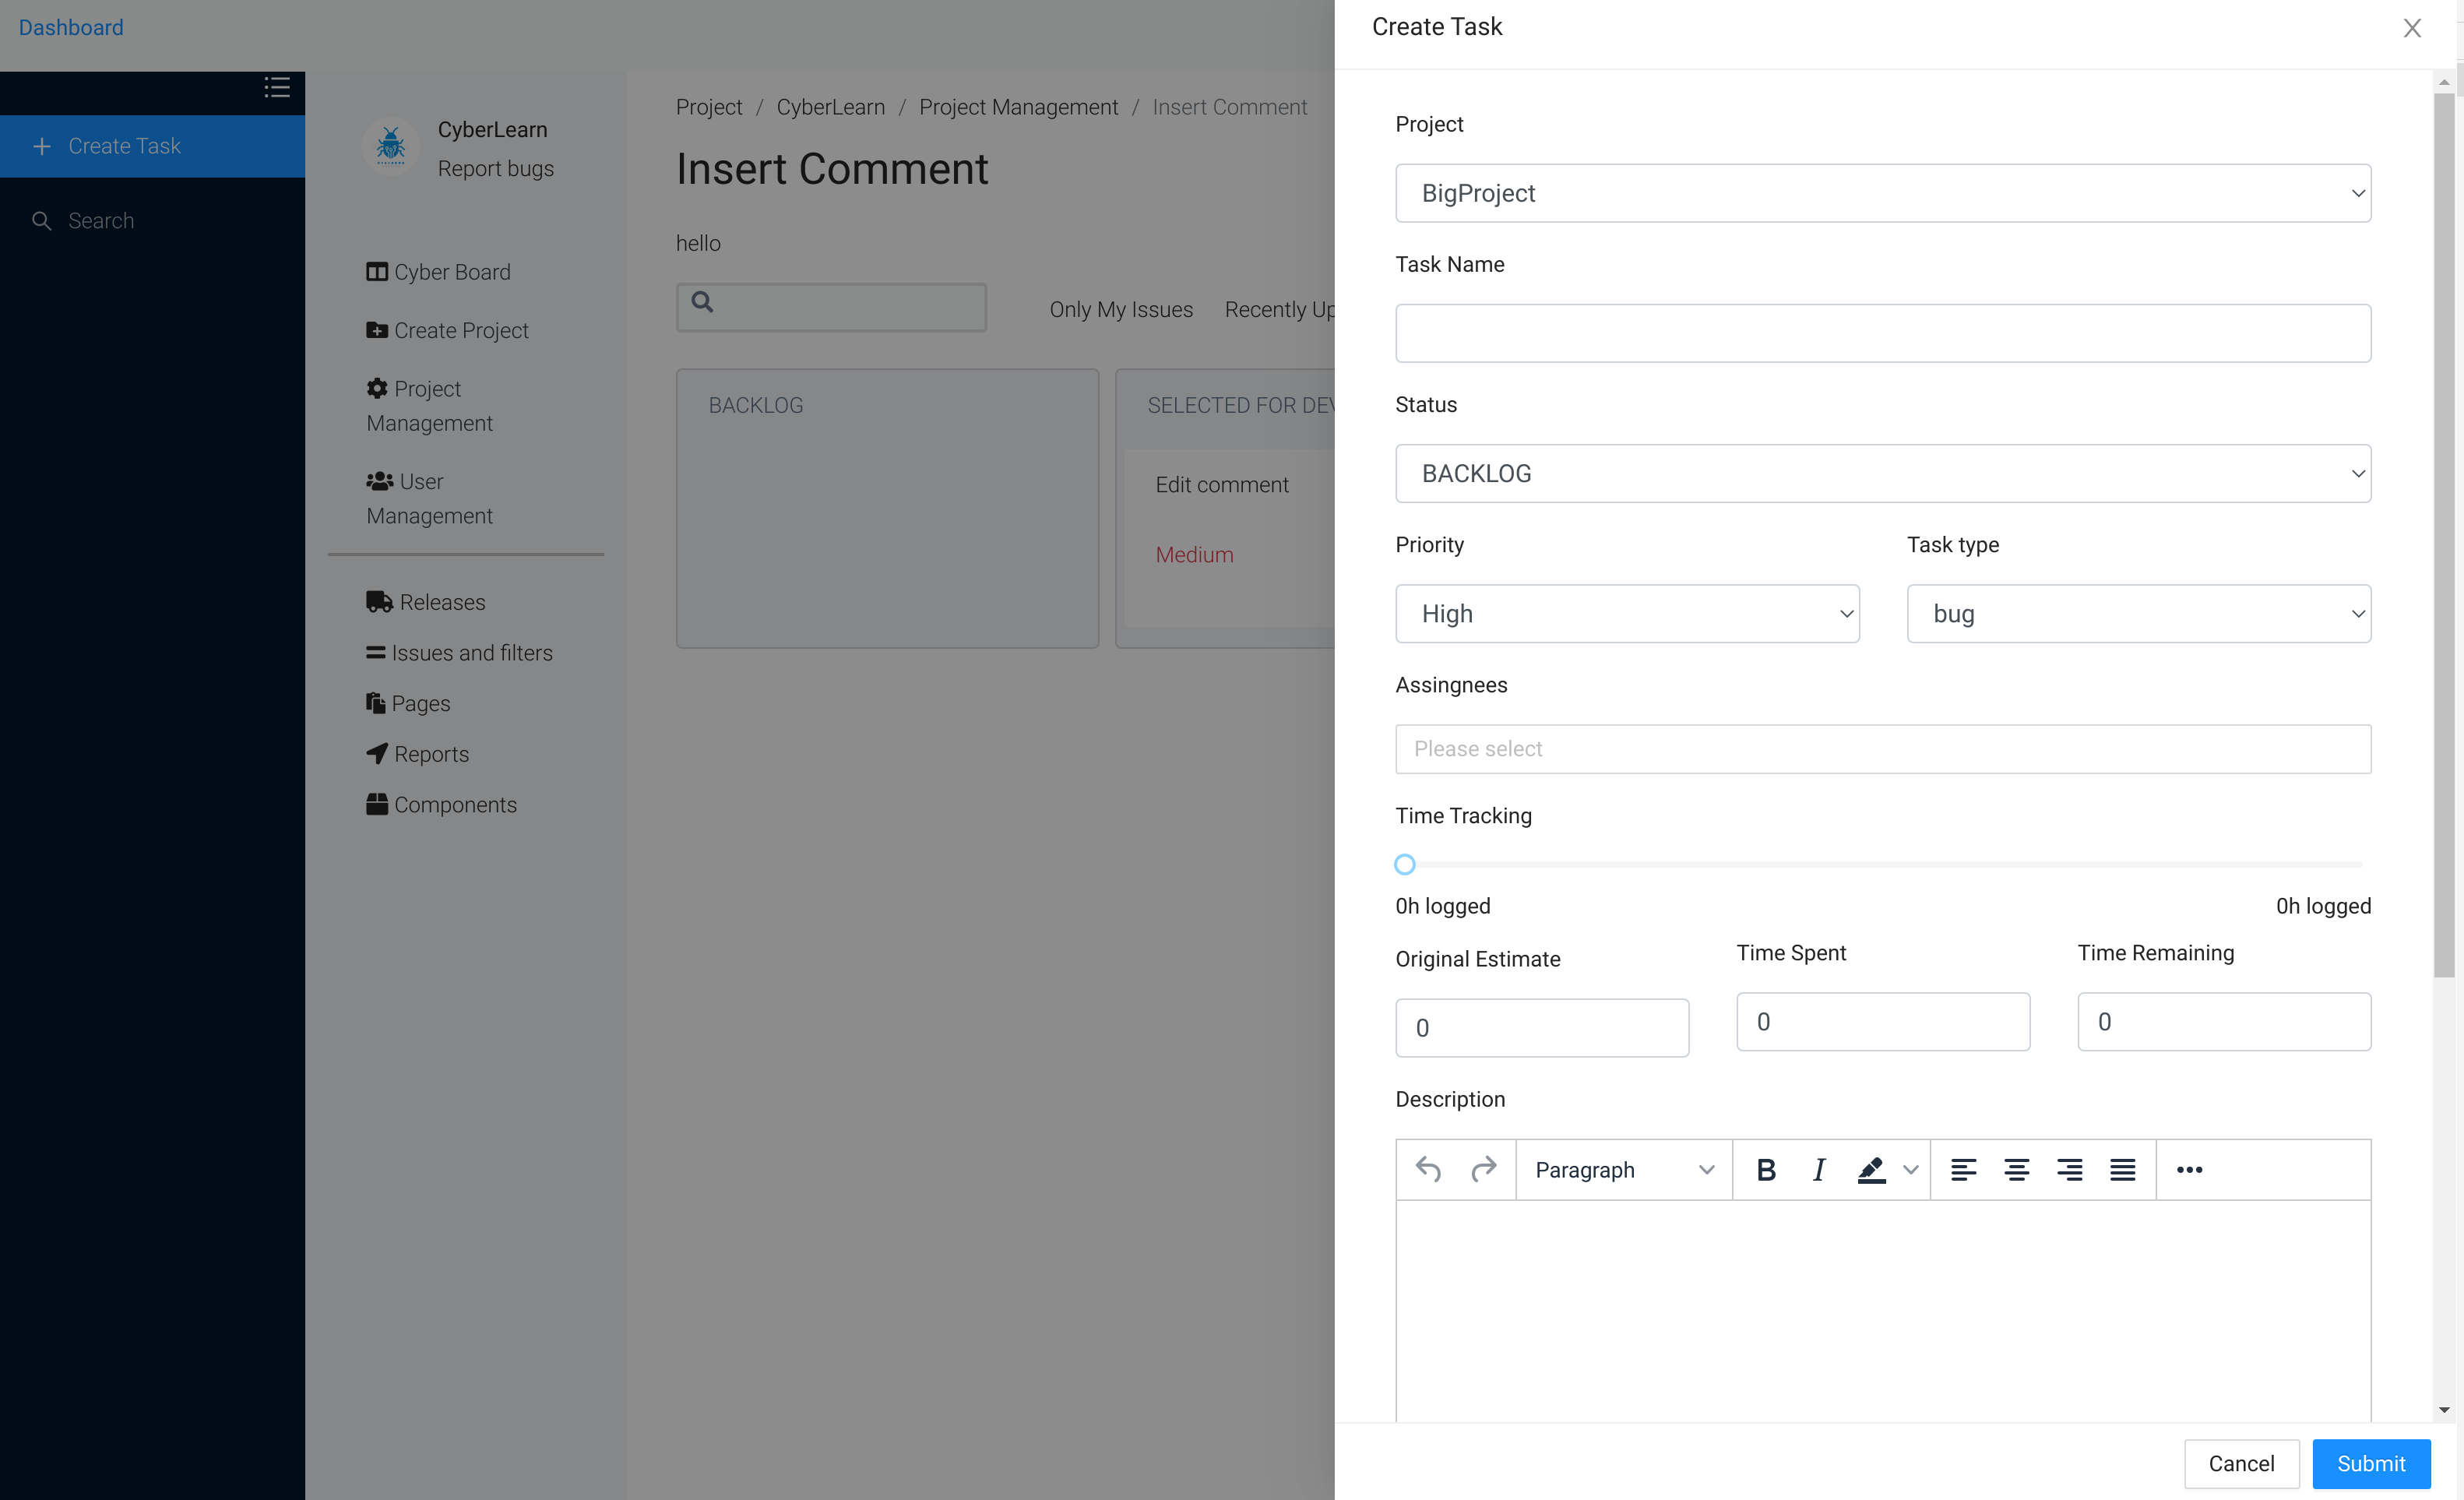 Dashboard
Create Task
Search
CyberLearn
Report bugs
Cyber Board
Create Project
Project
Management
User
Management
Releases
Issues and filters
Pages
Reports
Components
Project / CyberLearn / Project Management / Insert Comment
Insert Comment
hello
Only My Issues Recently Up
BACKLOG
SELECTED FOR DEV
Edit comment
Medium
Create Task
Project
BigProject
Task Name
Status
BACKLOG
Priority Task type
High bug
Assingnees
Please select
Time Tracking
0h logged 0h logged
Original Estimate Time Spent Time Remaining
0 0 0
Description
Paragraph B I
Cancel Submit